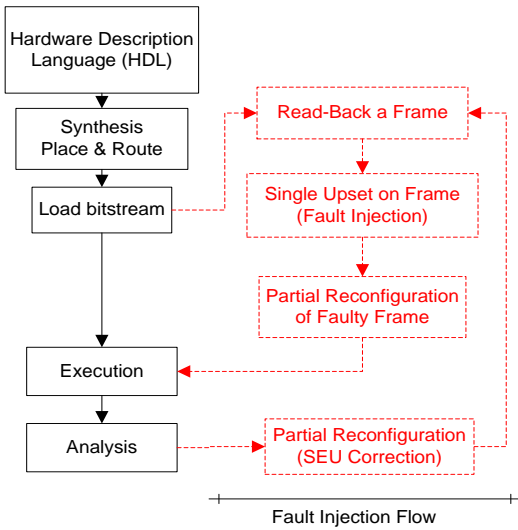 Hardware Description
Language (HDL)
Synthesis
Place & Route
Load bitstream
Execution
Analysis
Read-Back a Frame
Single Upset on Frame
(Fault Injection)
Partial Reconfiguration
of Faulty Frame
Partial Reconfiguration
(SEU Correction)
Fault Injection Flow